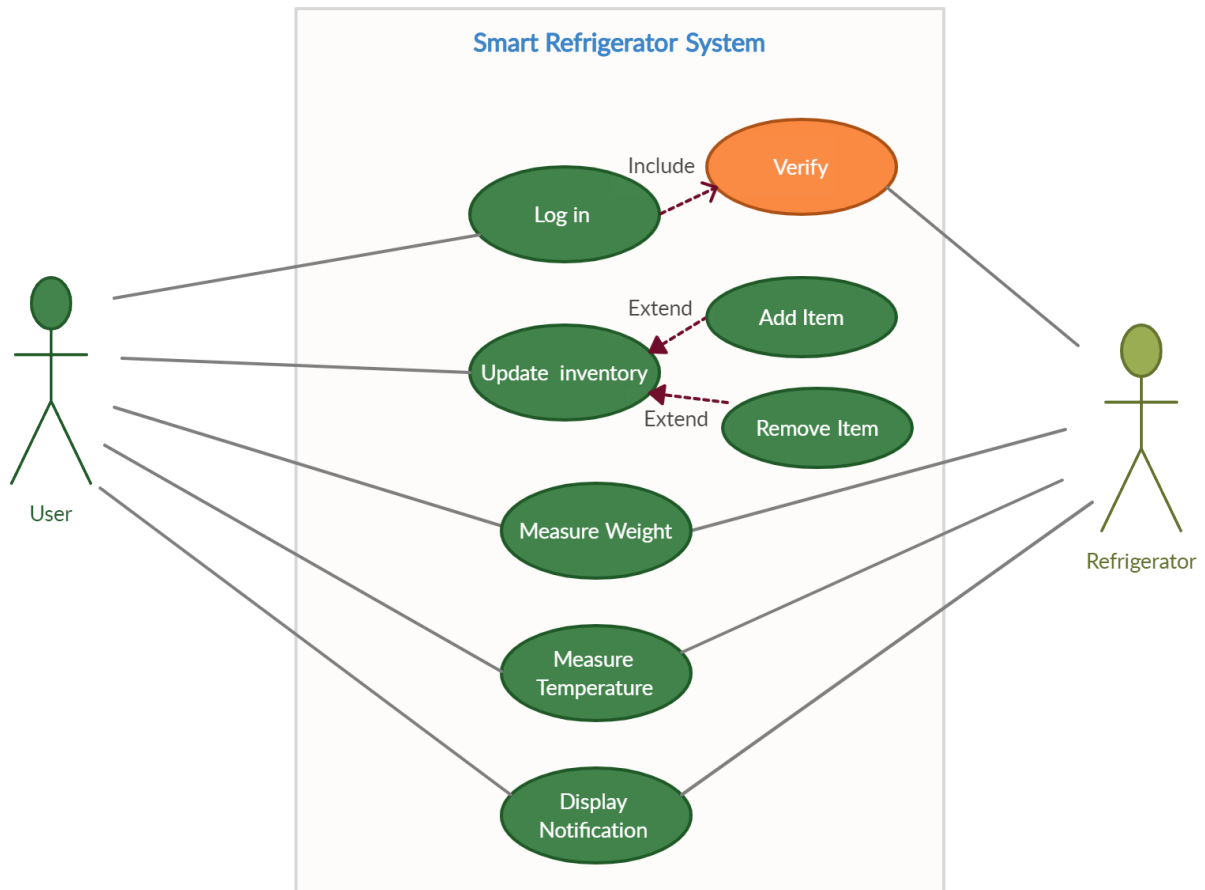 Smart Refrigerator System
Include
Verify
Log in
Extend
Add Item
Update inventory
Extend
Remove Item
User
Measure Weight
Refrigerator
Measure
Temperature
Display
Notification